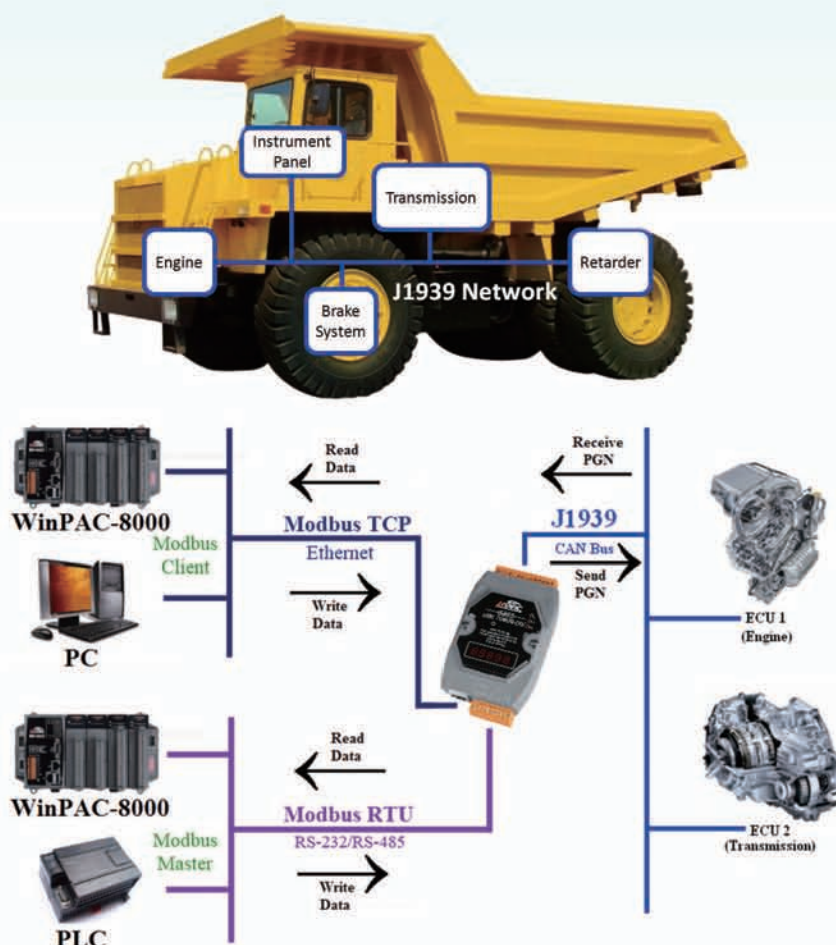 Instrument
Panel
Transmission
Engine
Retarder
J1939 Network
Brake
System
Read
Data
Receive
PGN
WinPAC-8000
Modbus TCP
J1939
Modbus
Client
Ethernet
CAN Bus
Write
Data
Send
PGN
PC
ECU 1
(Engine)
Read
Data
WinPAC-8000
Modbus RTU
Modbus
Master
RS-232/RS-485
ECU 2
(Transmission)
Write
Data
PLC